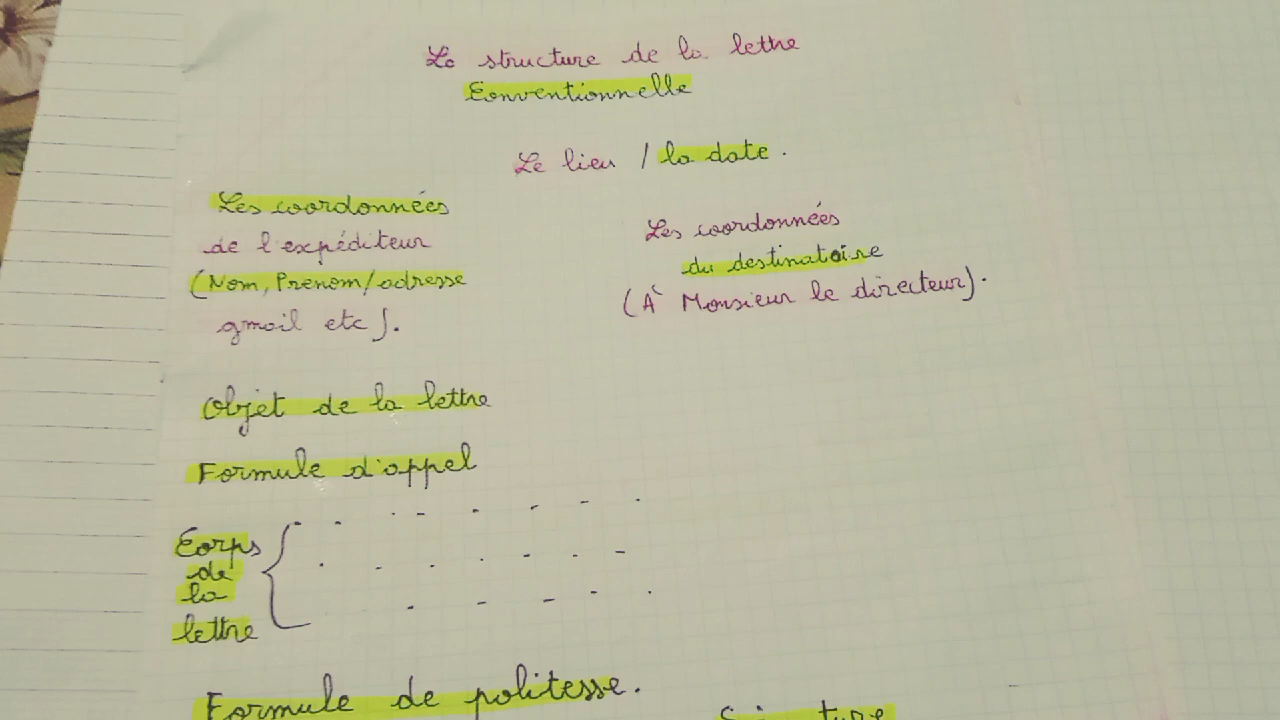 La structure de la lettre
Conventionnelle
Le lieu / la date.
Les coordonnées
de l'expéditeur
(Nom, Prénom/adresse
gmail etc).
Les coordonnées
du destinataire
(À Monsieur le directeur).
Objet de la lettre
Formule d'appel
Corps
de
la
lettre
Formule de politesse.
Signature